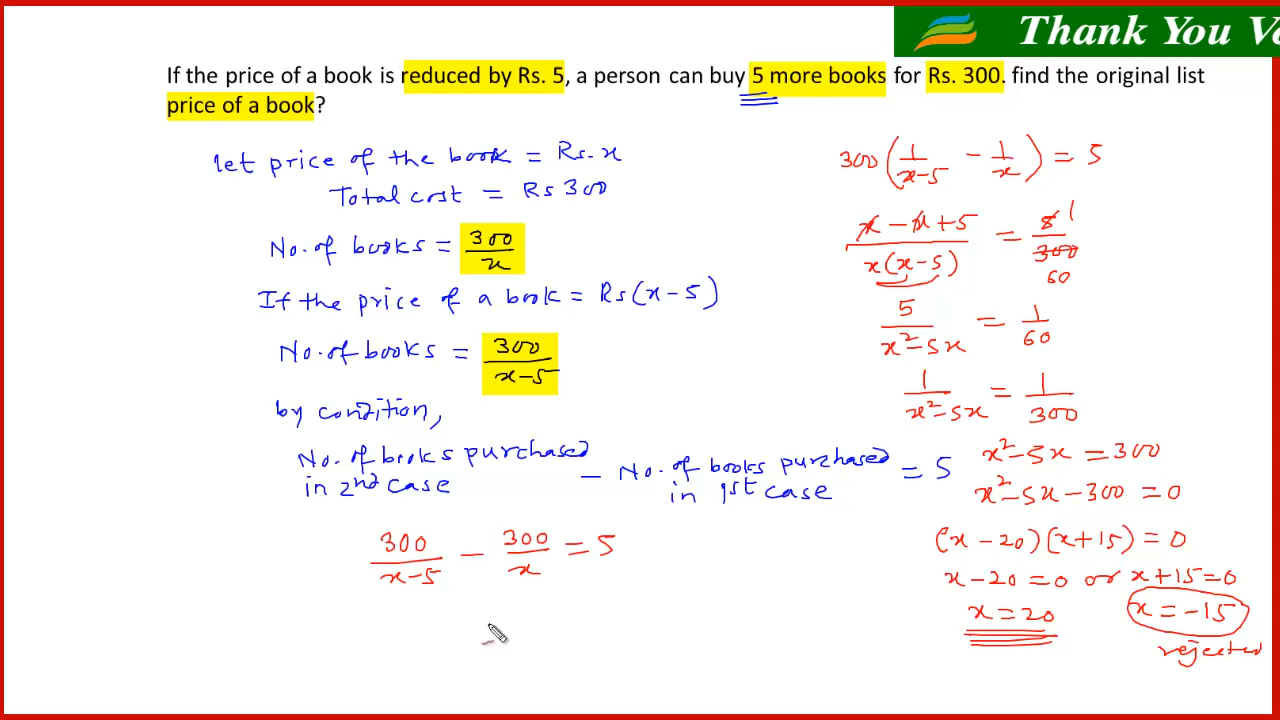 Thank You Ve
If the price of a book is reduced by Rs. 5, a person can buy 5 more books for Rs. 300. find the original list
price of a book?
let price of the book = Rs. x
Total cost = Rs 300
No. of books = 300/x
If the price of a book = Rs (x - 5)
No. of books = 300/(x-5)
by condition,
No. of books purchased in 2nd case - No. of books purchased in 1st case = 5
300/(x-5) - 300/x = 5
300 (1/(x-5) - 1/x) = 5
(x - x + 5)/(x(x-5)) = 5/300 1 60
5/(x² - 5x) = 1/60
1/(x² - 5x) = 1/300
x² - 5x = 300
x² - 5x - 300 = 0
(x - 20)(x + 15) = 0
x - 20 = 0 or x + 15 = 0
x = 20 x = -15
rejected